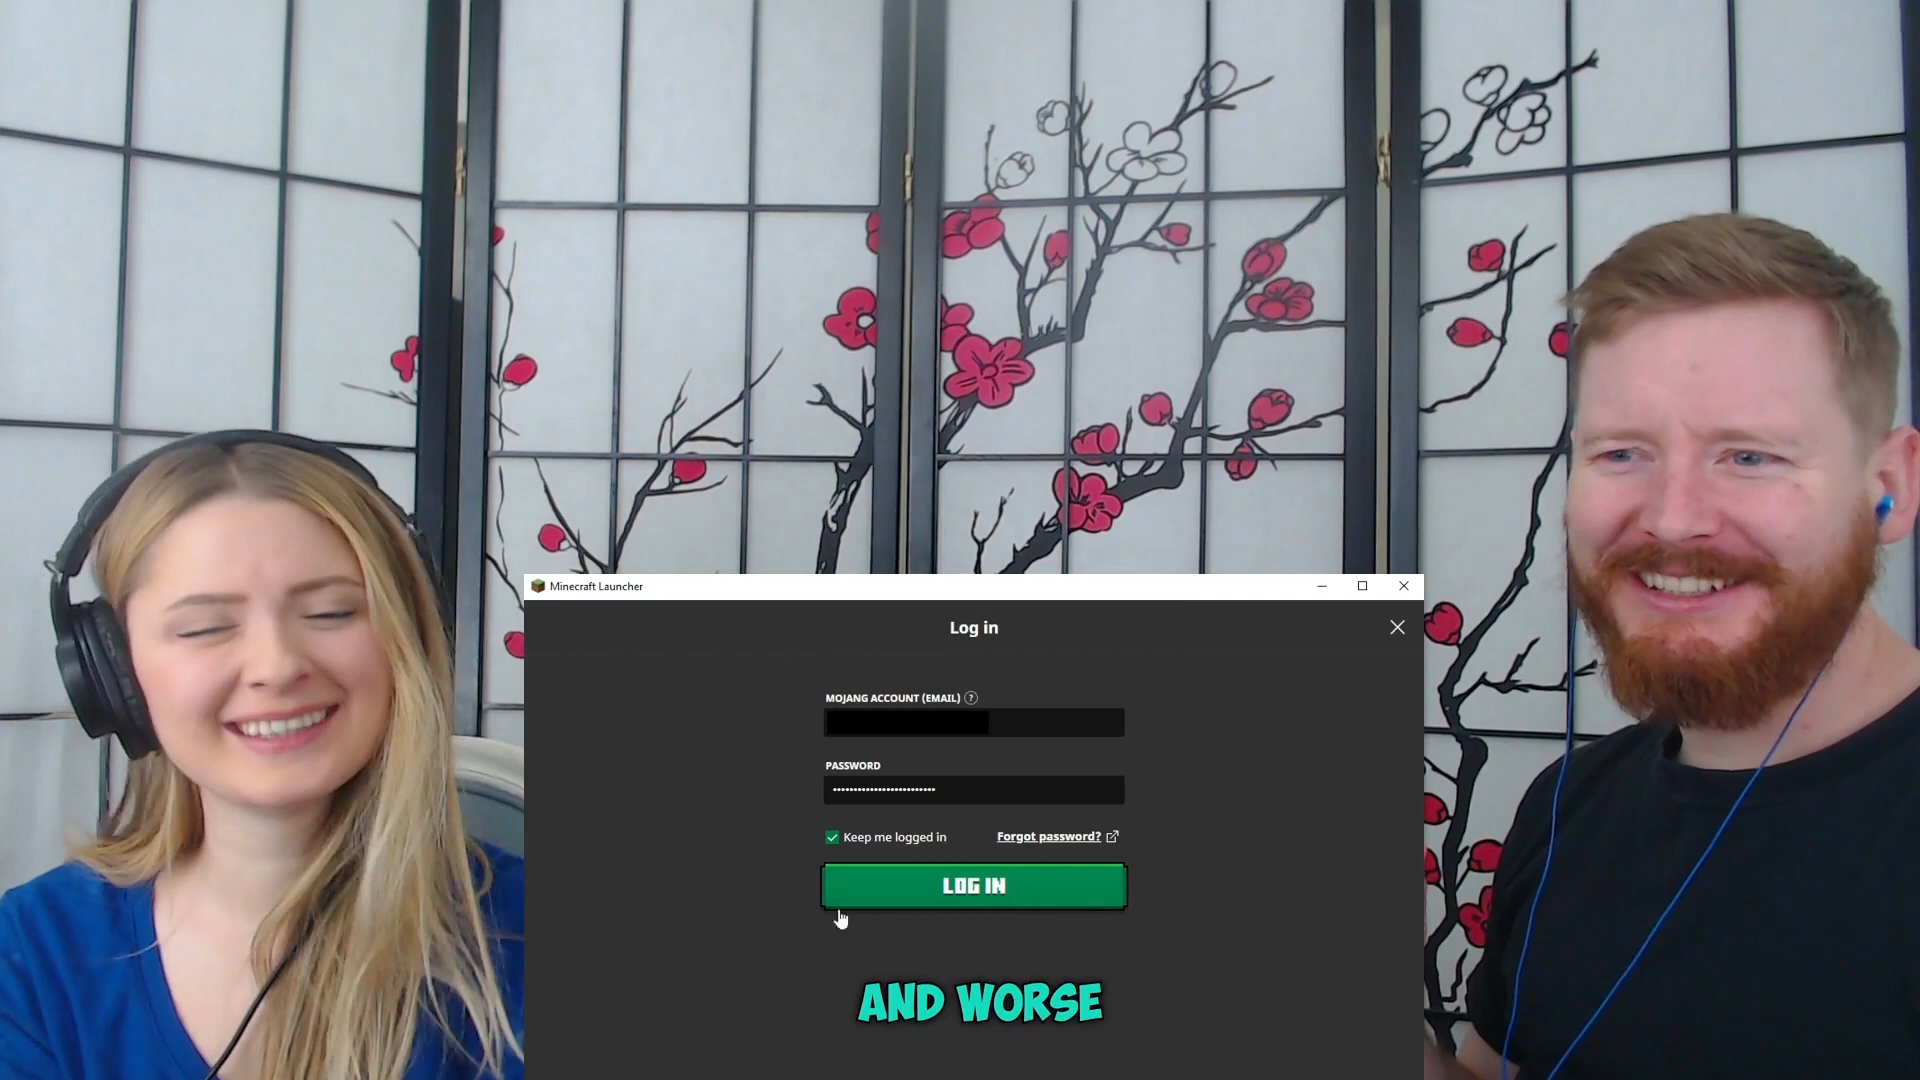 Minecraft Launcher
Log in
MOJANG ACCOUNT (EMAIL) ?
PASSWORD
•••••••••••••••••••••••••
Keep me logged in
Forgot password?
LOG IN
AND WORSE